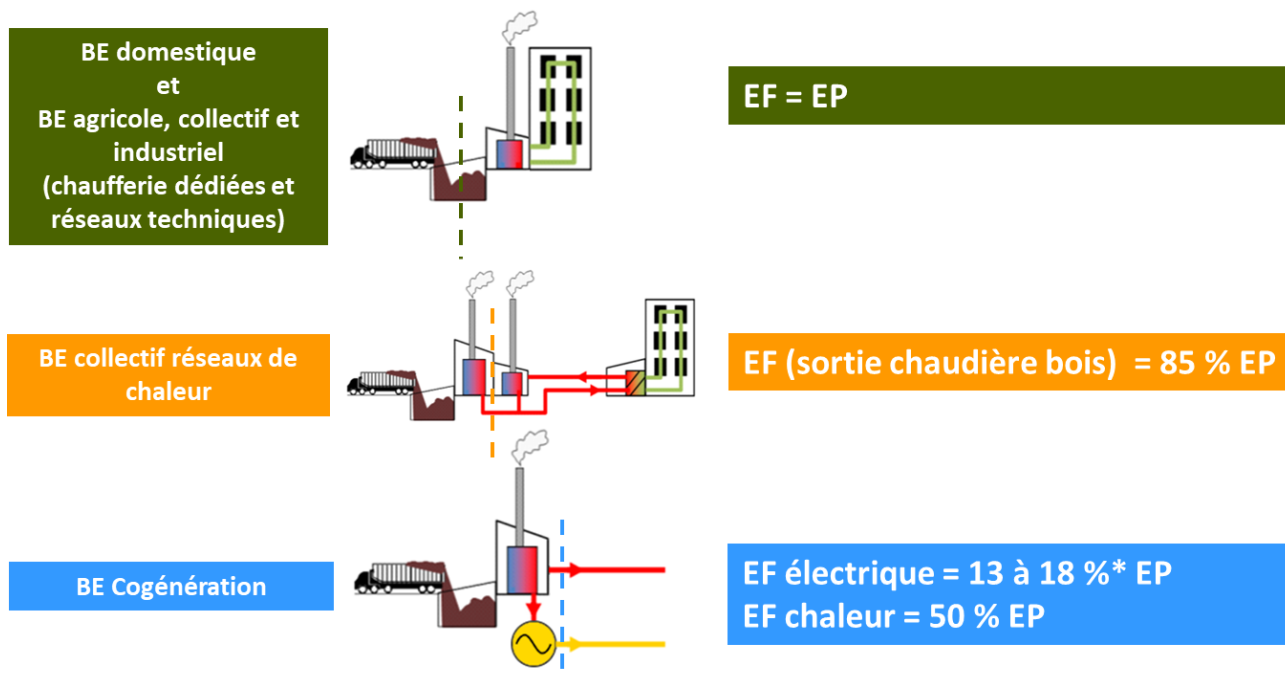 BE domestique
et
BE agricole, collectif et
industriel
(chaufferie dédiées et
réseaux techniques)
EF = EP
BE collectif réseaux de
chaleur
EF (sortie chaudière bois) = 85 % EP
BE Cogénération
EF électrique = 13 à 18 %* EP
EF chaleur = 50 % EP